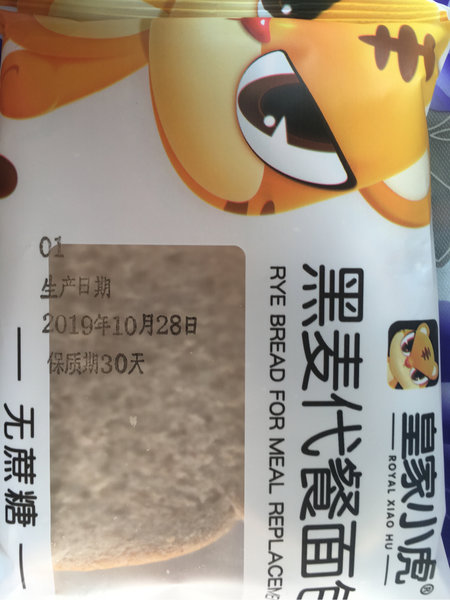 皇家小虎®
ROYAL XIAO HU
黑麦代餐面包
RYE BREAD FOR MEAL REPLACEME
01
生产日期
2019年10月28日
保质期30天
无蔗糖